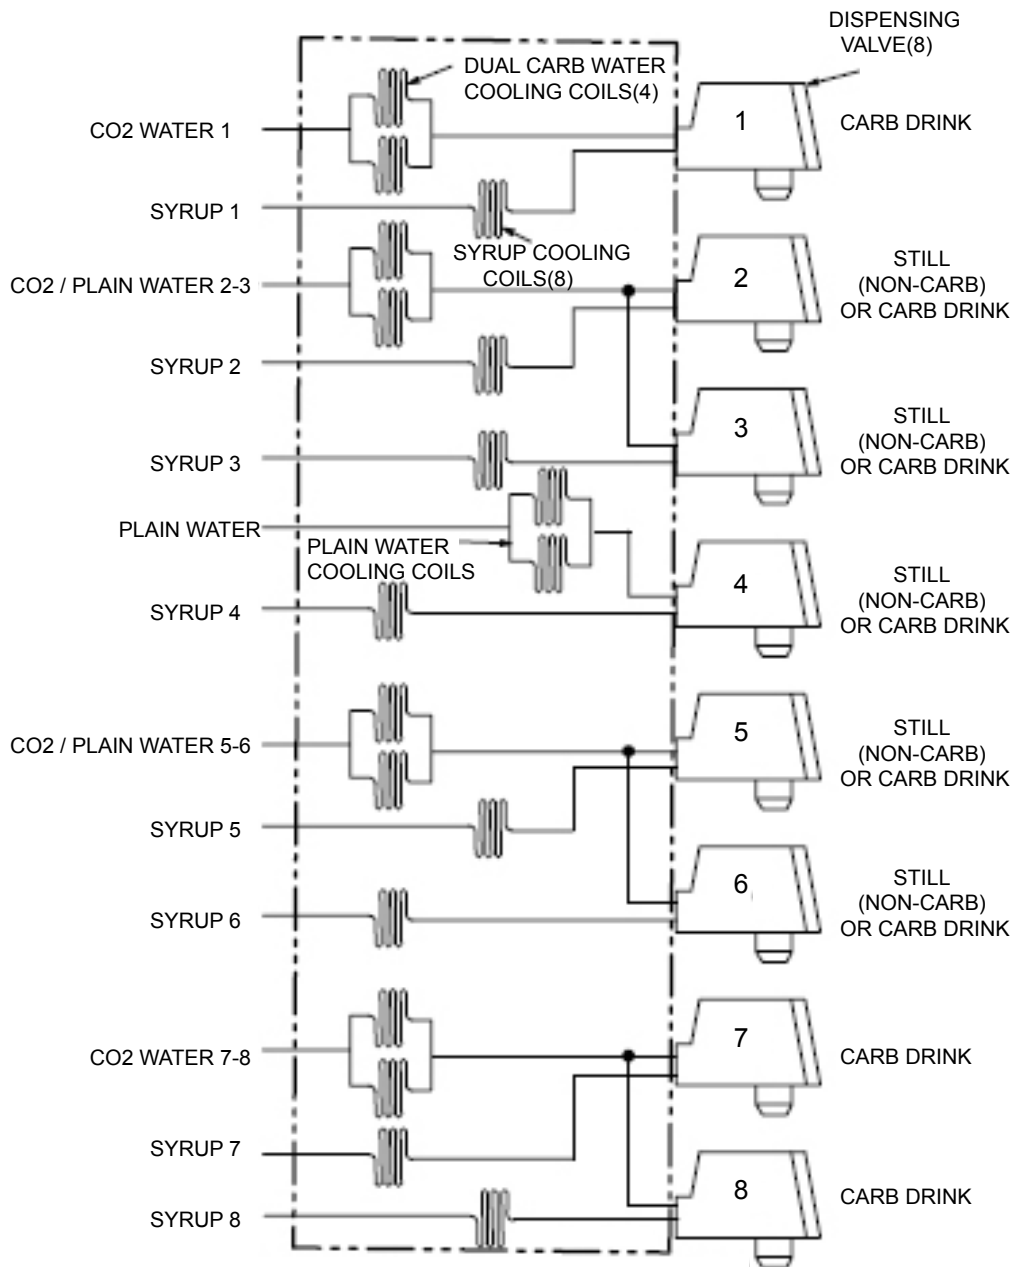 DISPENSING
VALVE(8)
DUAL CARB WATER
COOLING COILS(4)
CO2 WATER 1
1
CARB DRINK
SYRUP 1
SYRUP COOLING
COILS(8)
CO2 / PLAIN WATER 2-3
2
STILL
(NON-CARB)
OR CARB DRINK
SYRUP 2
3
STILL
(NON-CARB)
OR CARB DRINK
SYRUP 3
PLAIN WATER
PLAIN WATER
COOLING COILS
4
STILL
(NON-CARB)
OR CARB DRINK
SYRUP 4
CO2 / PLAIN WATER 5-6
5
STILL
(NON-CARB)
OR CARB DRINK
SYRUP 5
6
STILL
(NON-CARB)
OR CARB DRINK
SYRUP 6
CO2 WATER 7-8
7
CARB DRINK
SYRUP 7
8
CARB DRINK
SYRUP 8